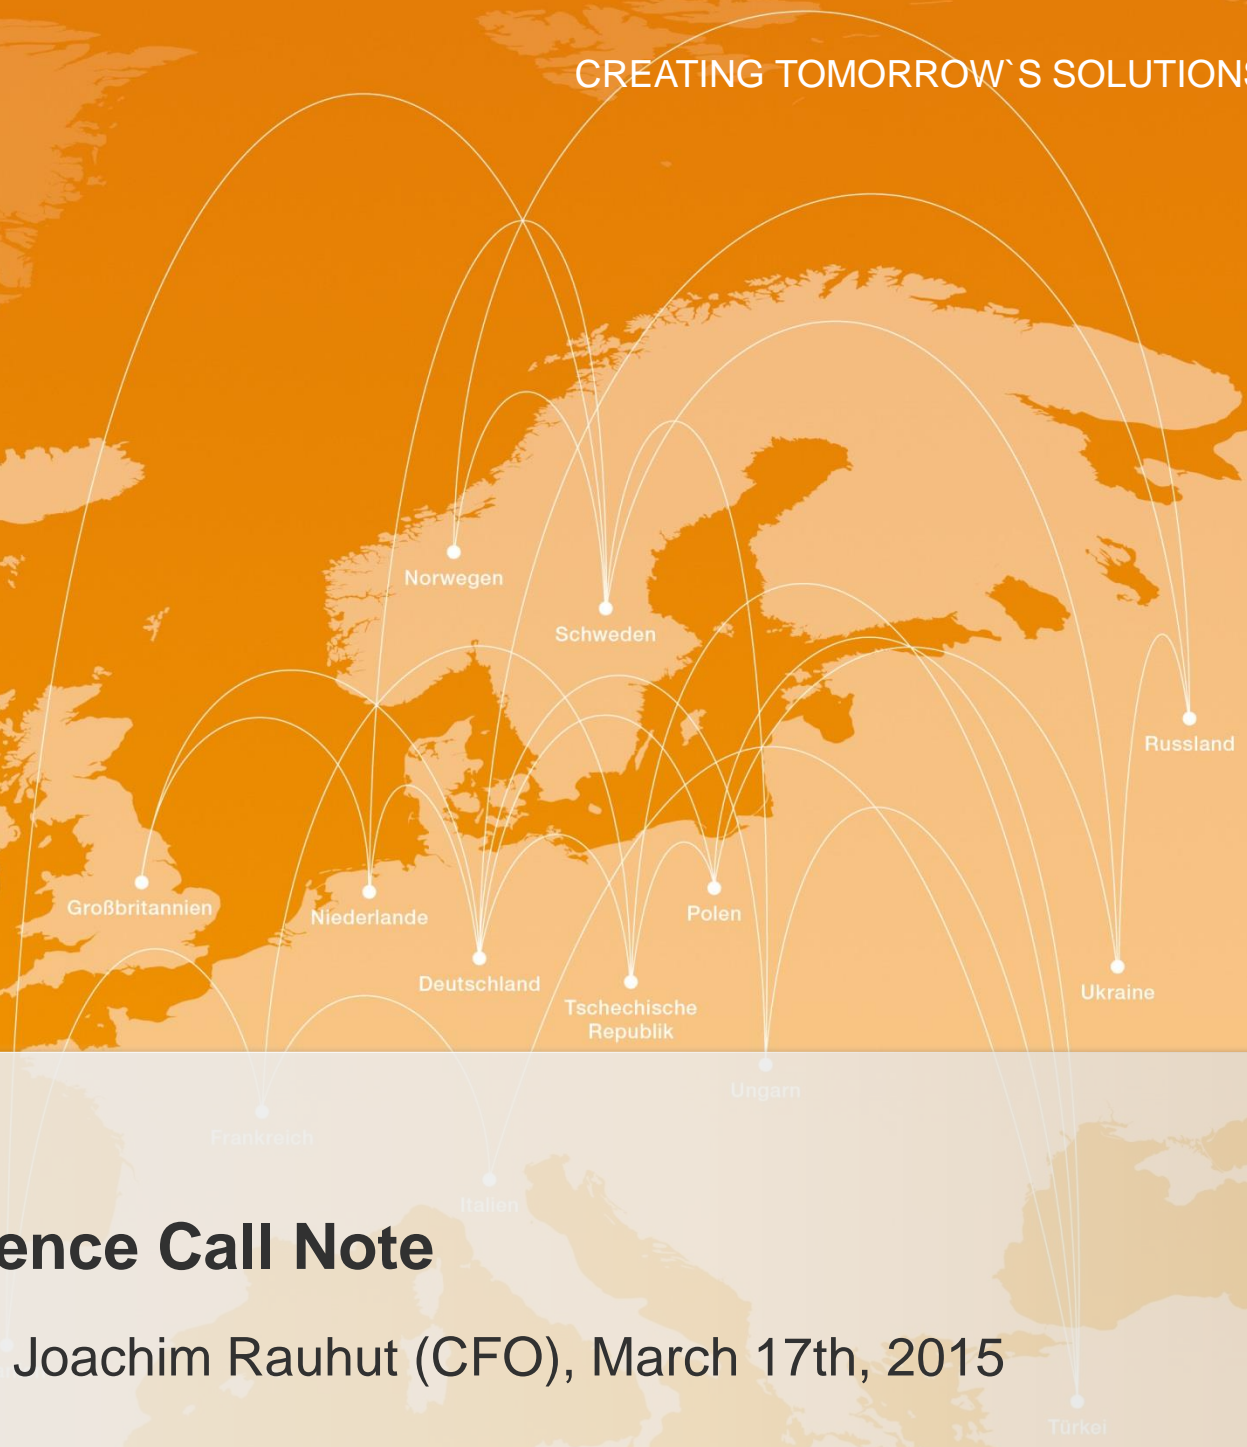 CREATING TOMORROW`S SOLUTIONS
Norwegen
Schweden
Russland
Großbritannien
Niederlande
Polen
Deutschland
Tschechische
Republik
Ukraine
Ungarn
Frankreich
Italien
ence Call Note
Joachim Rauhut (CFO), March 17th, 2015
Türkei